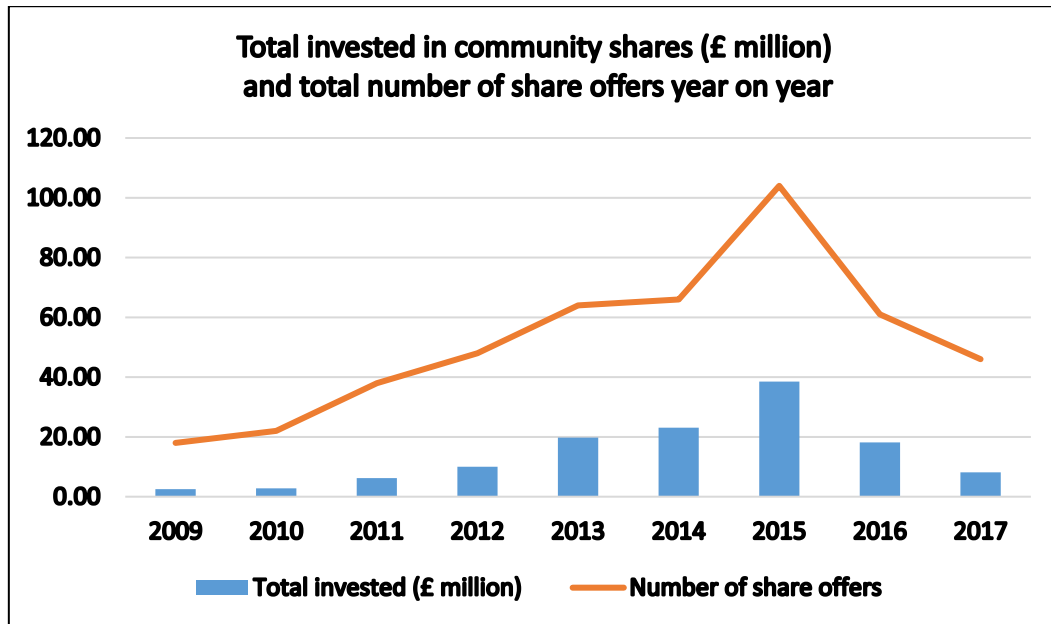 Total invested in community shares (£ million)
and total number of share offers year on year
120.00
100.00
80.00
60.00
40.00
20.00
0.00
2009 2010 2011 2012 2013 2014 2015 2016 2017
Total invested (£ million) Number of share offers